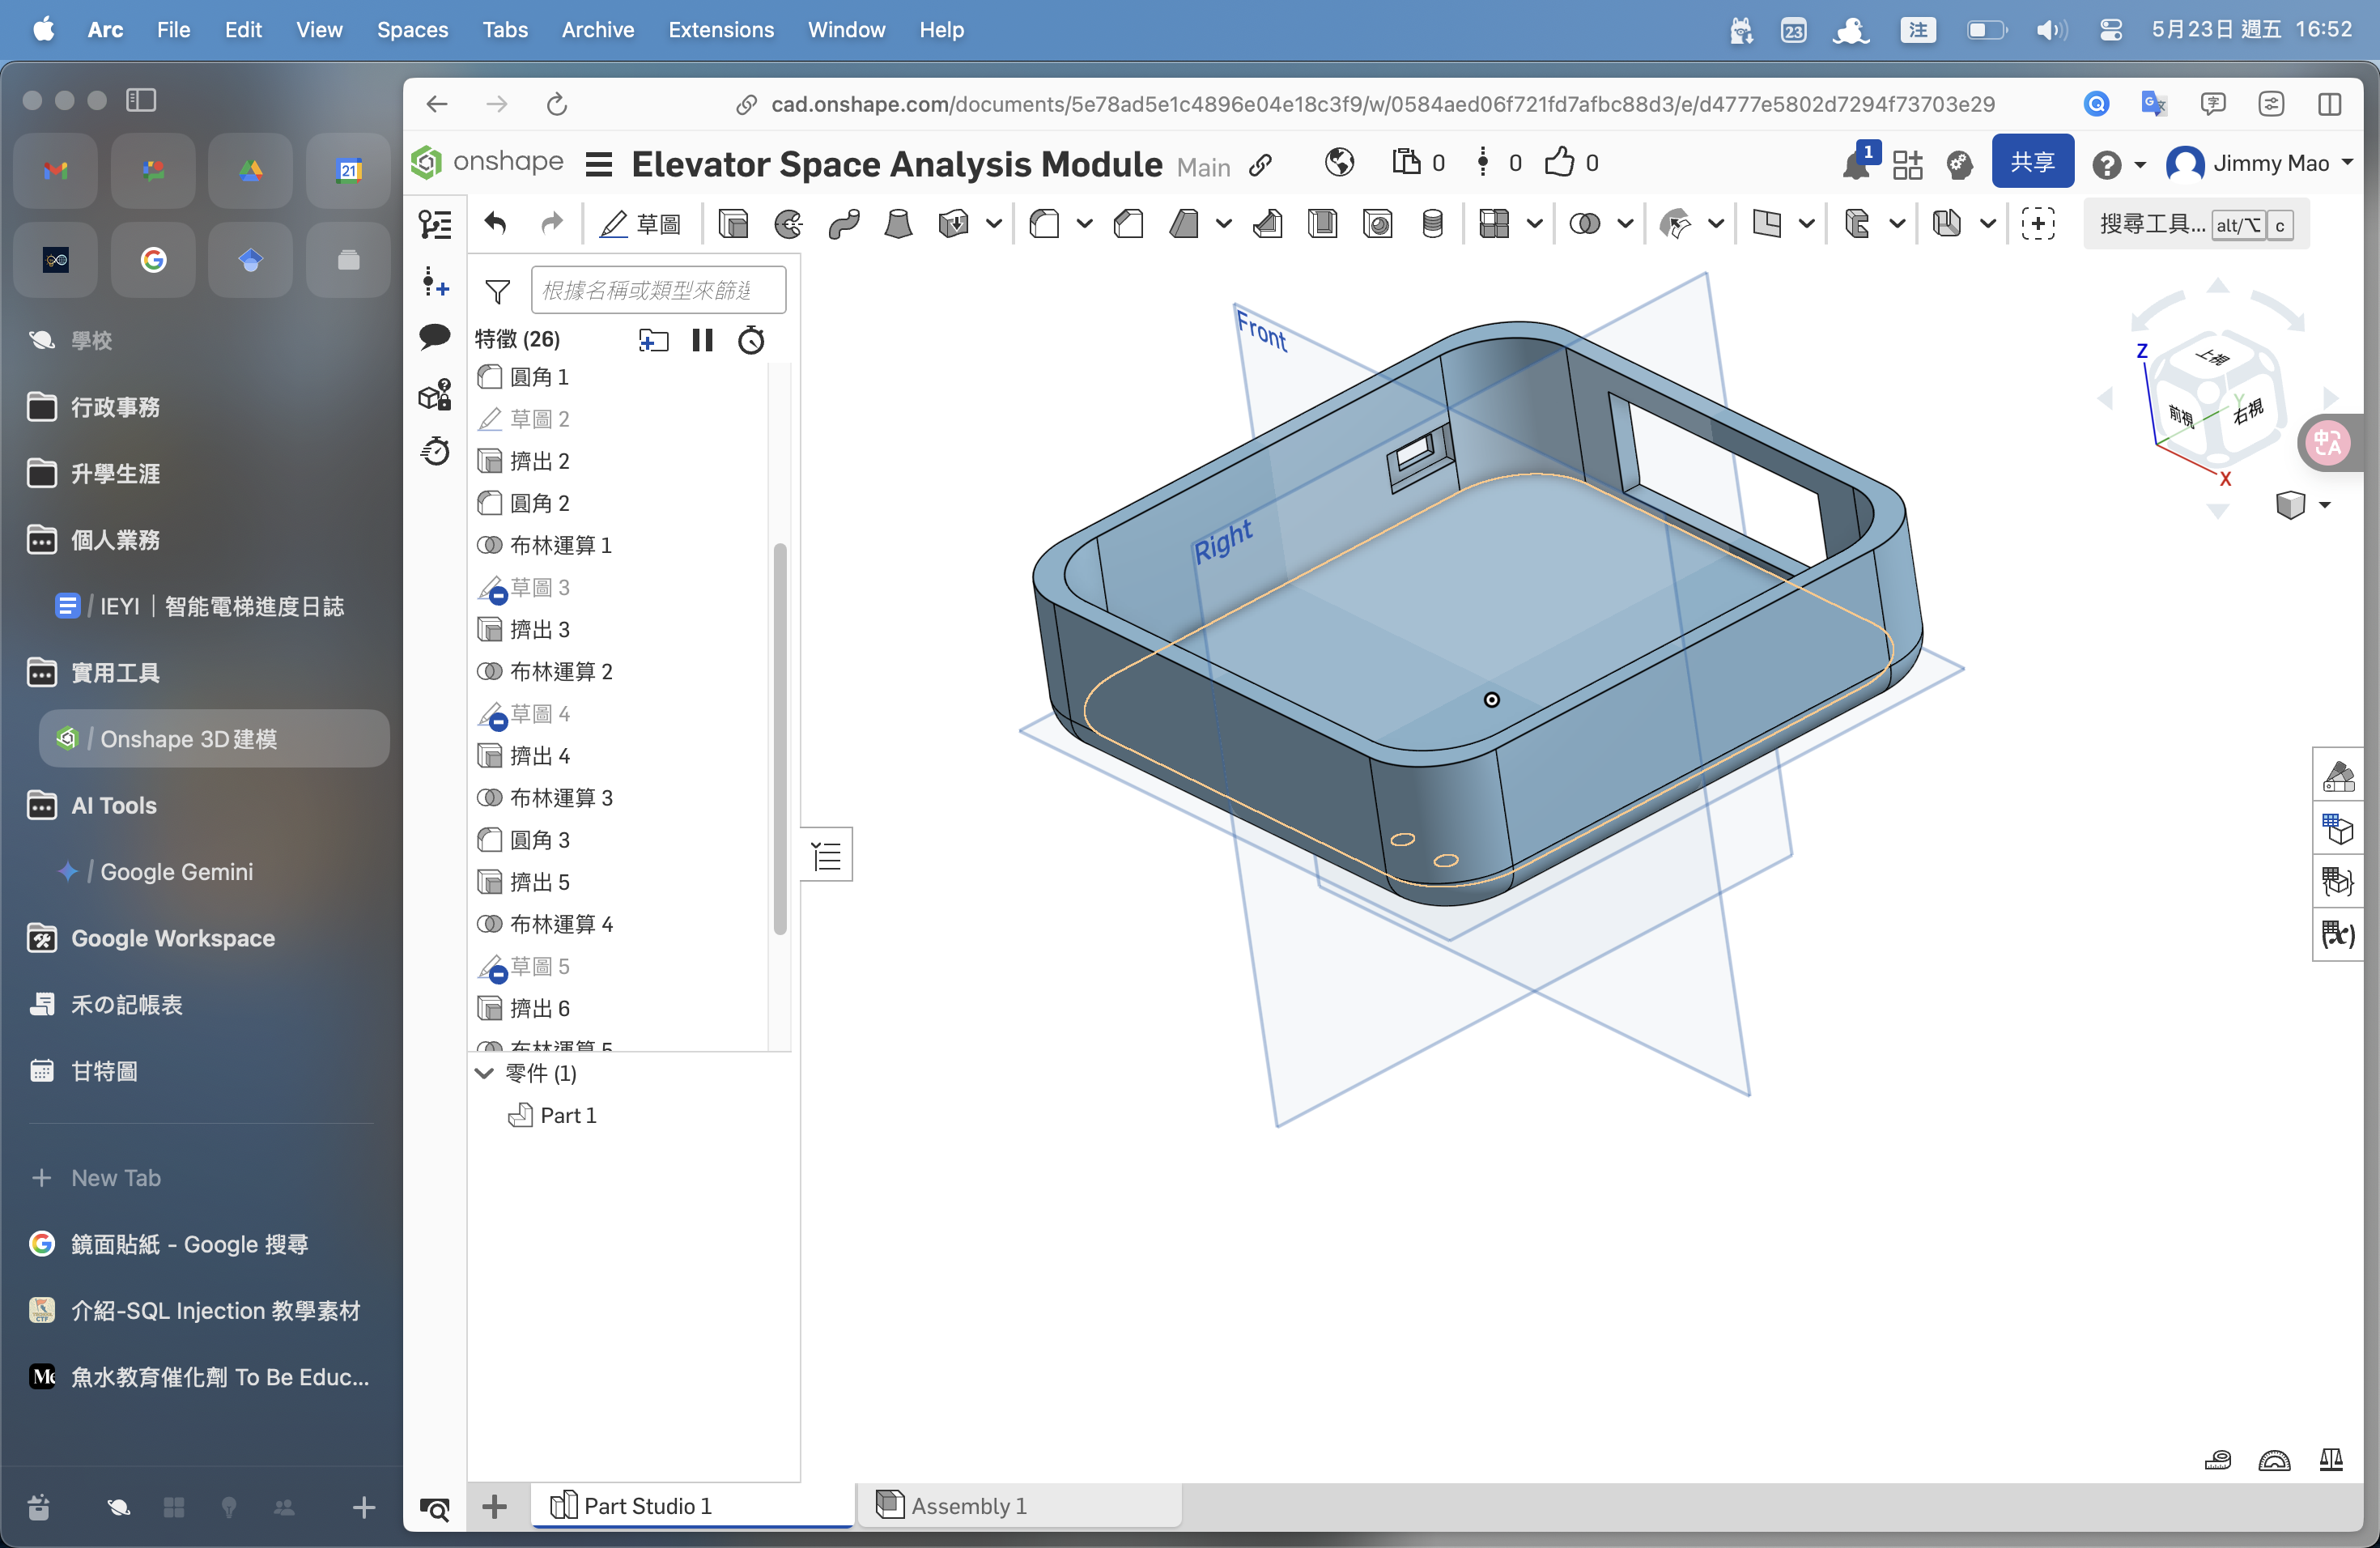 Arc File Edit View Spaces Tabs Archive Extensions Window Help
23 注 5月23日 週五 16:52
cad.onshape.com/documents/5e78ad5e1c4896e04e18c3f9/w/0584aed06f721fd7afbc88d3/e/d4777e5802d7294f73703e29
21
學校
行政事務
升學生涯
個人業務
/ IEYI｜智能電梯進度日誌
實用工具
/ Onshape 3D建模
AI Tools
/ Google Gemini
Google Workspace
禾の記帳表
甘特圖
New Tab
鏡面貼紙 - Google 搜尋
介紹-SQL Injection 教學素材
魚水教育催化劑 To Be Educ...
onshape Elevator Space Analysis Module Main 0 0 0 1 共享 Jimmy Mao
草圖 搜尋工具... alt/⌥ c
根據名稱或類型來篩選
特徵 (26)
圓角 1
草圖 2
擠出 2
圓角 2
布林運算 1
草圖 3
擠出 3
布林運算 2
草圖 4
擠出 4
布林運算 3
圓角 3
擠出 5
布林運算 4
草圖 5
擠出 6
布林運算 5
零件 (1)
Part 1
Front
Right
Z
上視
前視
右視
Y
X
中A
(x)
Part Studio 1
Assembly 1